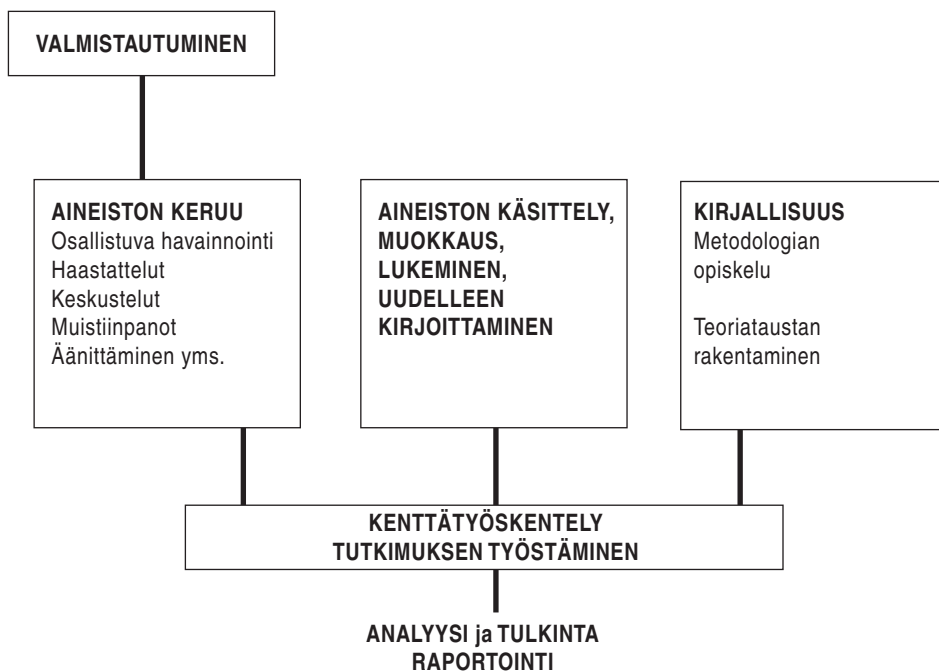 VALMISTAUTUMINEN
AINEISTON KERUU
Osallistuva havainnointi
Haastattelut
Keskustelut
Muistiinpanot
Äänittäminen yms.
AINEISTON KÄSITTELY,
MUOKKAUS,
LUKEMINEN,
UUDELLEEN
KIRJOITTAMINEN
KIRJALLISUUS
Metodologian
opiskelu
Teoriataustan
rakentaminen
KENTTÄTYÖSKENTELY
TUTKIMUKSEN TYÖSTÄMINEN
ANALYYSI ja TULKINTA
RAPORTOINTI